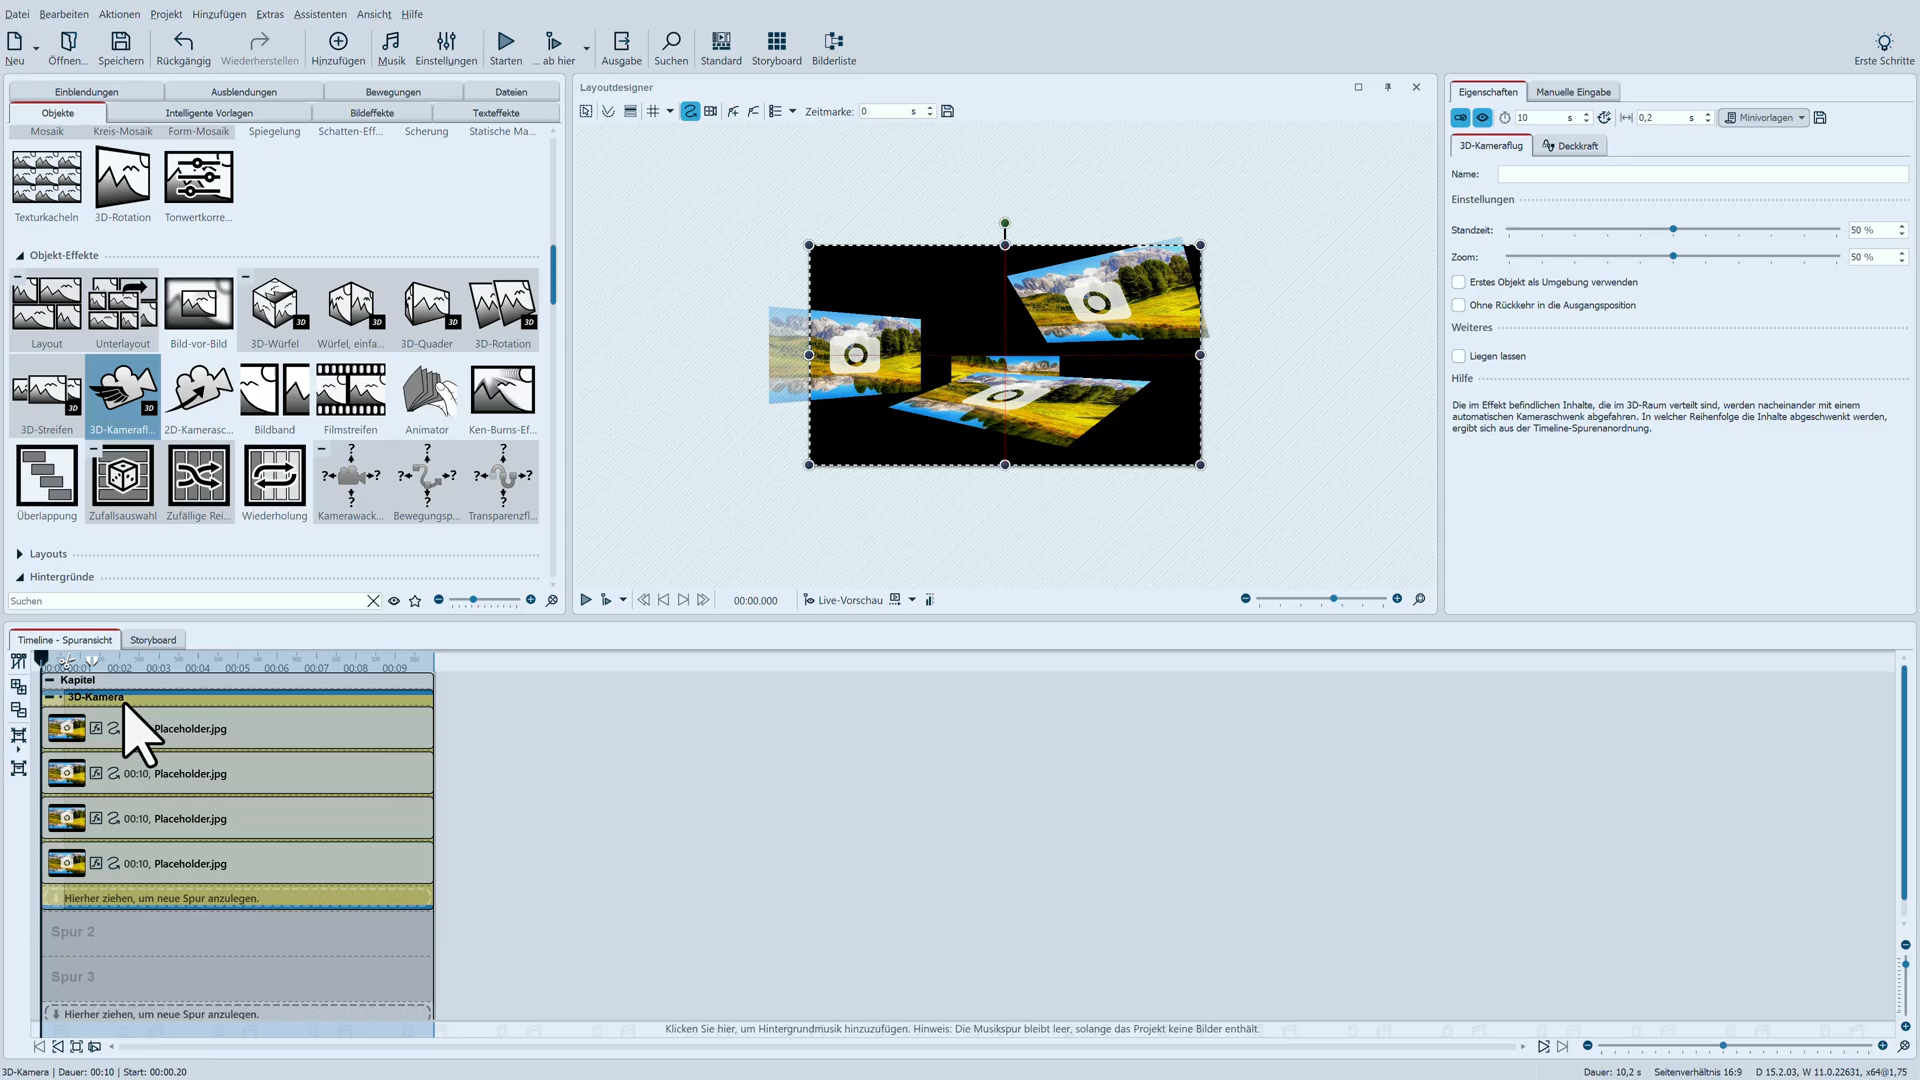 Datei Bearbeiten Aktionen Projekt Hinzufügen Extras Assistenten Ansicht Hilfe
Neu Öffnen... Speichern Rückgängig Wiederherstellen Hinzufügen Musik Einstellungen Starten ... ab hier Ausgabe Suchen Standard Storyboard Bilderliste Erste Schritte
Einblendungen Ausblendungen Bewegungen Dateien
Objekte Intelligente Vorlagen Bildeffekte Texteffekte
Mosaik Kreis-Mosaik Form-Mosaik Spiegelung Schatten-Eff... Scherung Statische Ma...
Texturkacheln 3D-Rotation Tonwertkorre...
Objekt-Effekte
3D 3D 3D 3D
Layout Unterlayout Bild-vor-Bild 3D-Würfel Würfel, einfa... 3D-Quader 3D-Rotation
3D 3D
3D-Streifen 3D-Kamerafl... 2D-Kamerasc... Bildband Filmstreifen Animator Ken-Burns-Ef...
Überlappung Zufallsauswahl Zufällige Rei... Wiederholung Kamerawack... Bewegungsp... Transparenzfl...
Layouts
Hintergründe
Suchen
Layoutdesigner
Zeitmarke: 0 s
00:00.000 Live-Vorschau
Eigenschaften Manuelle Eingabe
10 s 0,2 s Minivorlagen
3D-Kameraflug Deckkraft
Name:
Einstellungen
Standzeit: 50 %
Zoom: 50 %
Erstes Objekt als Umgebung verwenden
Ohne Rückkehr in die Ausgangsposition
Weiteres
Liegen lassen
Hilfe
Die im Effekt befindlichen Inhalte, die im 3D-Raum verteilt sind, werden nacheinander mit einem
automatischen Kameraschwenk abgefahren. In welcher Reihenfolge die Inhalte abgeschwenkt werden,
ergibt sich aus der Timeline-Spurenanordnung.
Timeline - Spuransicht Storyboard
00:02 00:03 00:04 00:05 00:06 00:07 00:08 00:09
Kapitel
3D-Kamera
Placeholder.jpg
00:10, Placeholder.jpg
00:10, Placeholder.jpg
00:10, Placeholder.jpg
Hierher ziehen, um neue Spur anzulegen.
Spur 2
Spur 3
Hierher ziehen, um neue Spur anzulegen.
Klicken Sie hier, um Hintergrundmusik hinzuzufügen. Hinweis: Die Musikspur bleibt leer, solange das Projekt keine Bilder enthält.
3D-Kamera | Dauer: 00:10 | Start: 00:00.20
Dauer: 10,2 s Seitenverhältnis 16:9 D 15.2.03, W 11.0.22631, x64@1,75